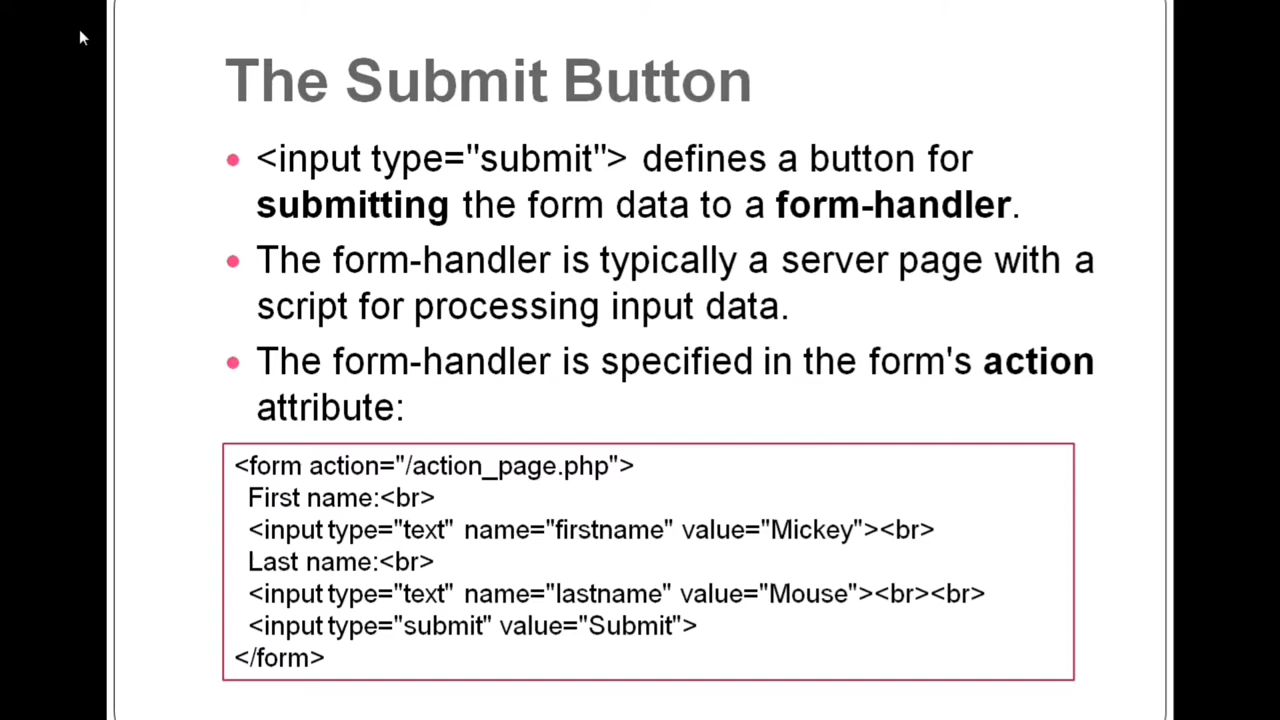 The Submit Button
<input type="submit"> defines a button for
submitting the form data to a form-handler.
The form-handler is typically a server page with a
script for processing input data.
The form-handler is specified in the form's action
attribute:
<form action="/action_page.php">
First name:<br>
<input type="text" name="firstname" value="Mickey"><br>
Last name:<br>
<input type="text" name="lastname" value="Mouse"><br><br>
<input type="submit" value="Submit">
</form>